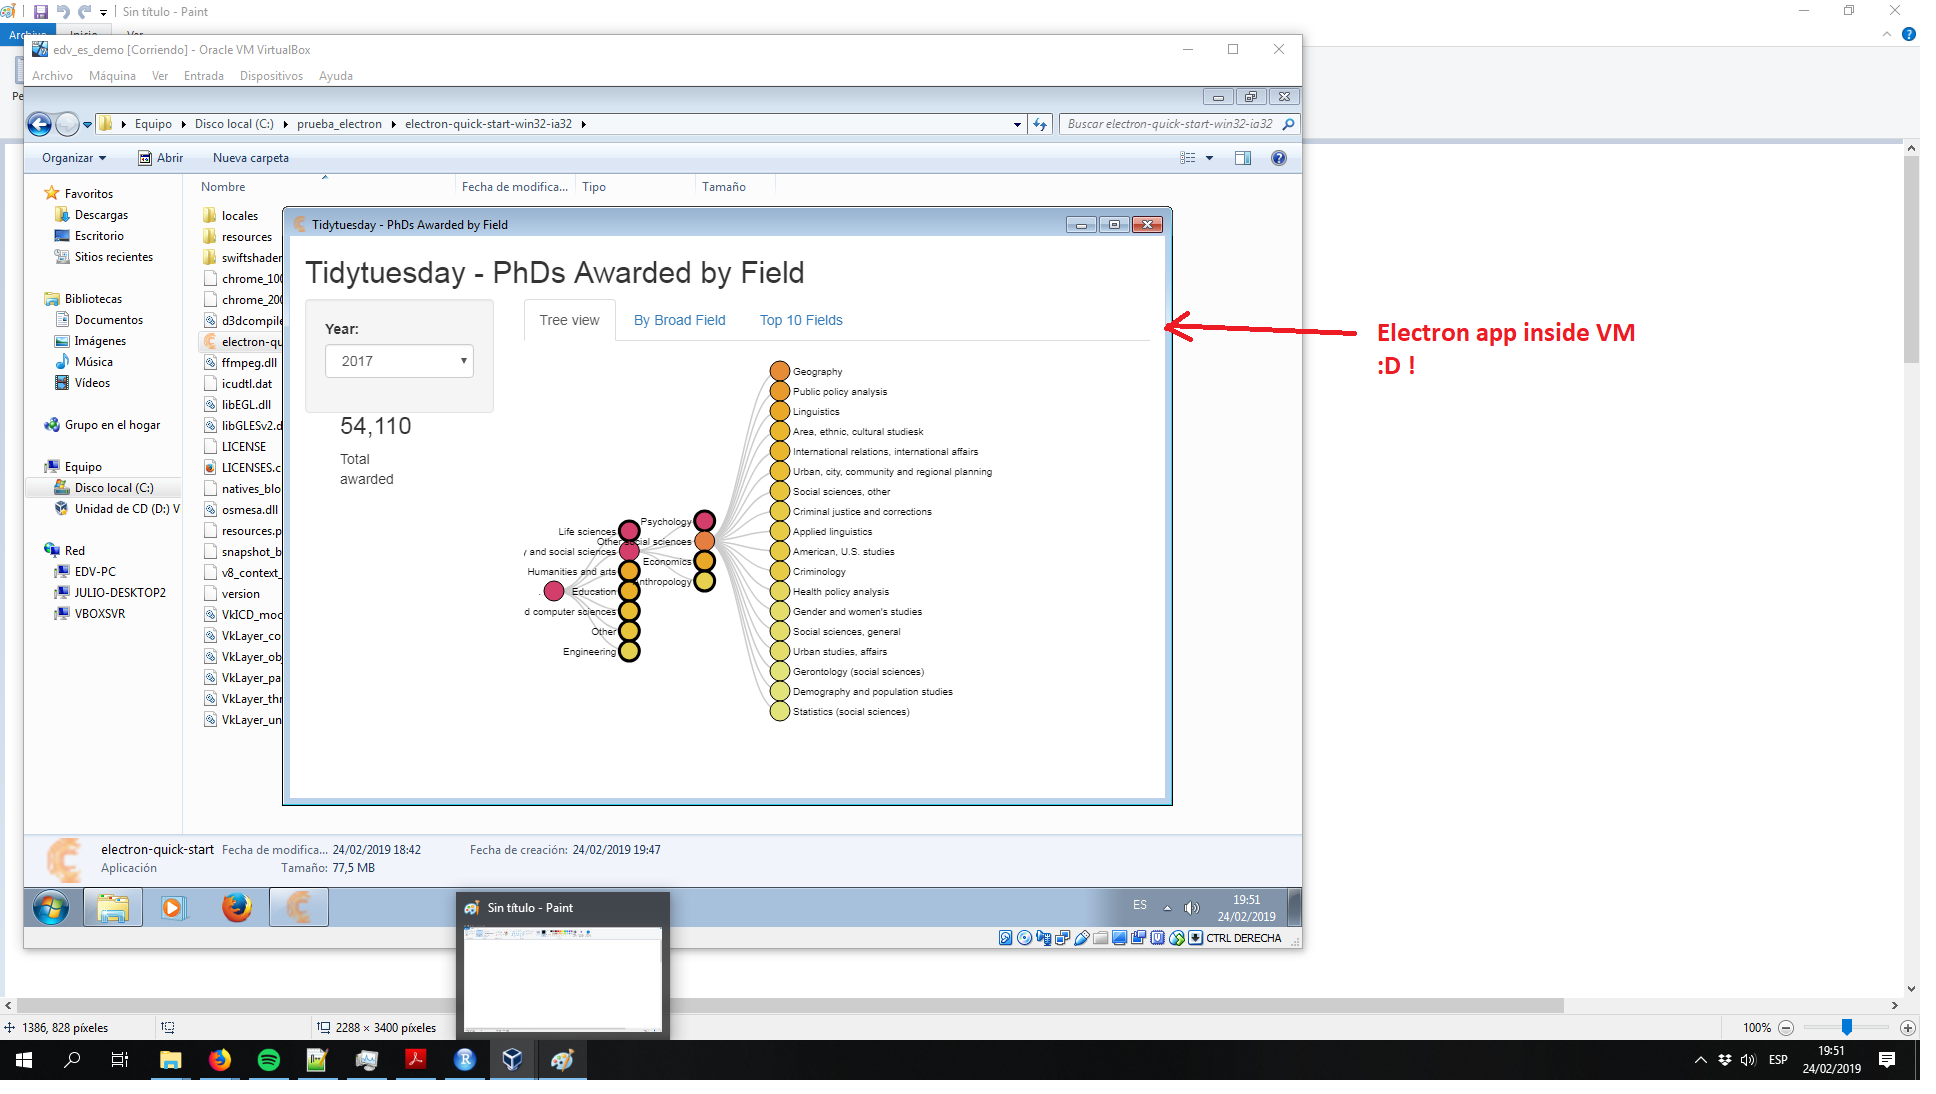 Sin título - Paint
edv_es_demo [Corriendo] - Oracle VM VirtualBox
Archivo Máquina Ver Entrada Dispositivos Ayuda
Equipo Disco local (C:) prueba_electron electron-quick-start-win32-ia32
Buscar electron-quick-start-win32-ia32
Organizar Abrir Nueva carpeta
Nombre Fecha de modifica... Tipo Tamaño
Favoritos
Descargas
Escritorio
Sitios recientes
Bibliotecas
Documentos
Imágenes
Música
Vídeos
Grupo en el hogar
Equipo
Disco local (C:)
Unidad de CD (D:) V
Red
EDV-PC
JULIO-DESKTOP2
VBOXSVR
locales
resources
swiftshader
chrome_100
chrome_200
d3dcompile
electron-qu
ffmpeg.dll
icudtl.dat
libEGL.dll
libGLESv2.d
LICENSE
LICENSES.c
natives_blo
osmesa.dll
resources.p
snapshot_b
v8_context_
version
VkICD_moc
VkLayer_co
VkLayer_ob
VkLayer_pa
VkLayer_thr
VkLayer_un
Tidytuesday - PhDs Awarded by Field
Tidytuesday - PhDs Awarded by Field
Year:
2017
54,110
Total
awarded
Tree view By Broad Field Top 10 Fields
Life sciences
y and social sciences
Humanities and arts
Education
d computer sciences
Other
Engineering
Psychology
Other social sciences
Economics
nthropology
Geography
Public policy analysis
Linguistics
Area, ethnic, cultural studiesk
International relations, international affairs
Urban, city, community and regional planning
Social sciences, other
Criminal justice and corrections
Applied linguistics
American, U.S. studies
Criminology
Health policy analysis
Gender and women's studies
Social sciences, general
Urban studies, affairs
Gerontology (social sciences)
Demography and population studies
Statistics (social sciences)
Electron app inside VM
:D !
electron-quick-start Fecha de modifica... 24/02/2019 18:42 Fecha de creación: 24/02/2019 19:47
Aplicación Tamaño: 77,5 MB
Sin título - Paint
ES 19:51
24/02/2019
CTRL DERECHA
1386, 828 píxeles 2288 × 3400 píxeles 100%
ESP 19:51
24/02/2019